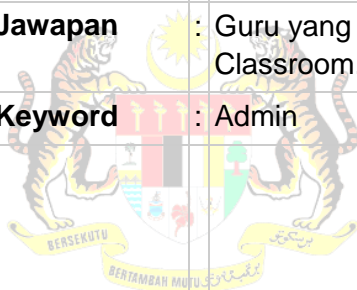 Jawapan : Guru yang
Classroom
Keyword : Admin
BERSEKUTU
BERTAMBAH MUTU